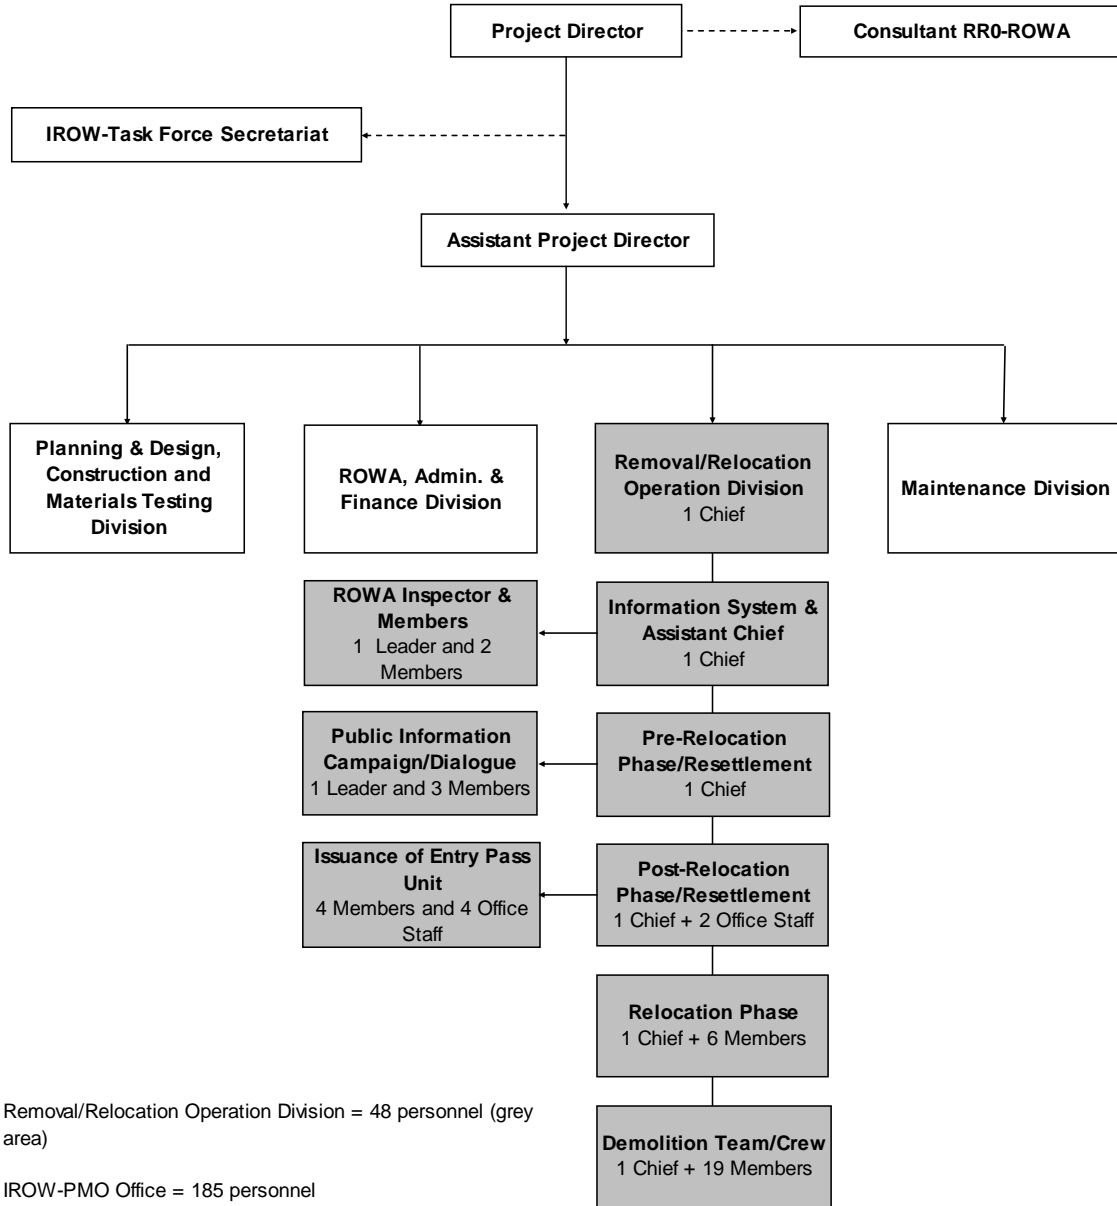 Project Director
Consultant RR0-ROWA
IROW-Task Force Secretariat
Assistant Project Director
Planning & Design,
Construction and
Materials Testing
Division
ROWA, Admin. &
Finance Division
Removal/Relocation
Operation Division
1 Chief
Maintenance Division
ROWA Inspector &
Members
1 Leader and 2
Members
Information System &
Assistant Chief
1 Chief
Public Information
Campaign/Dialogue
1 Leader and 3 Members
Pre-Relocation
Phase/Resettlement
1 Chief
Issuance of Entry Pass
Unit
4 Members and 4 Office
Staff
Post-Relocation
Phase/Resettlement
1 Chief + 2 Office Staff
Relocation Phase
1 Chief + 6 Members
Demolition Team/Crew
1 Chief + 19 Members
Removal/Relocation Operation Division = 48 personnel (grey
area)
IROW-PMO Office = 185 personnel